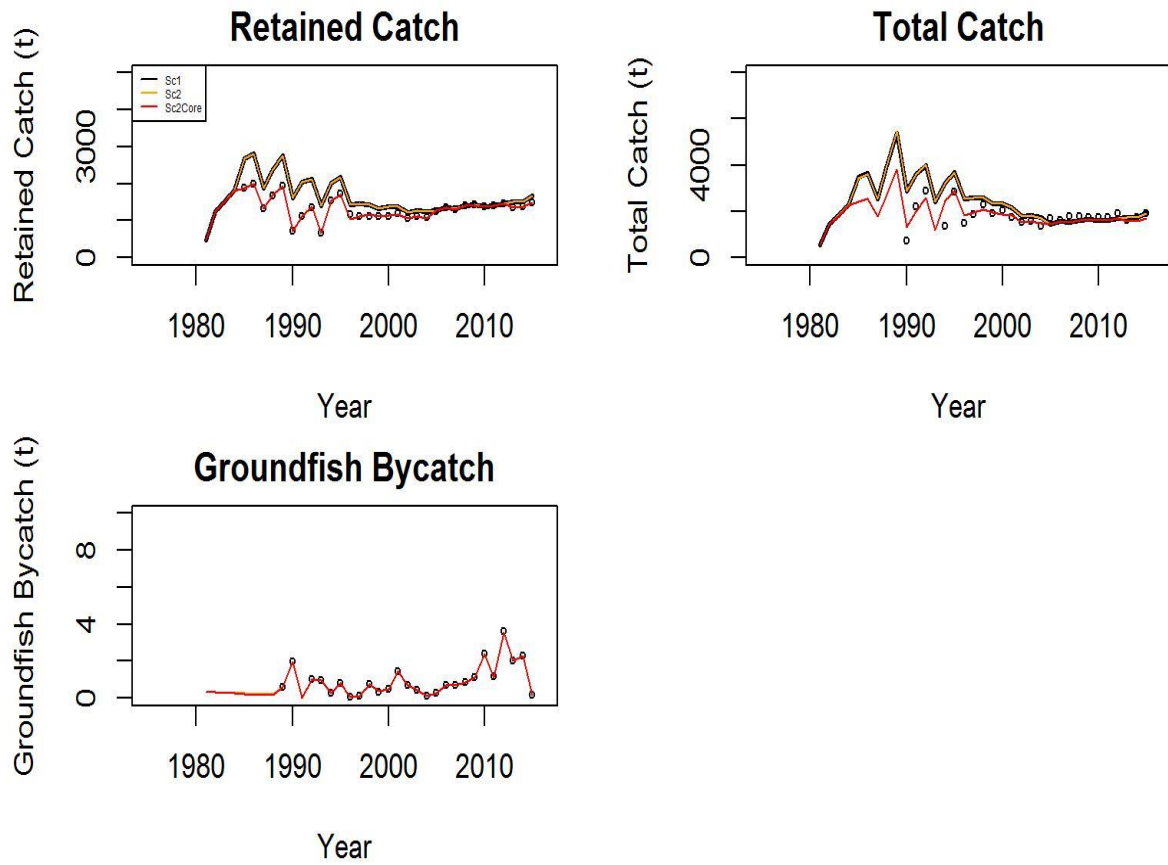 Retained Catch
Retained Catch (t)
0
3000
Sc1
Sc2
Sc2Core
1980 1990 2000 2010
Year
Total Catch
Total Catch (t)
0
4000
1980 1990 2000 2010
Year
Groundfish Bycatch
Groundfish Bycatch (t)
0
4
8
1980 1990 2000 2010
Year